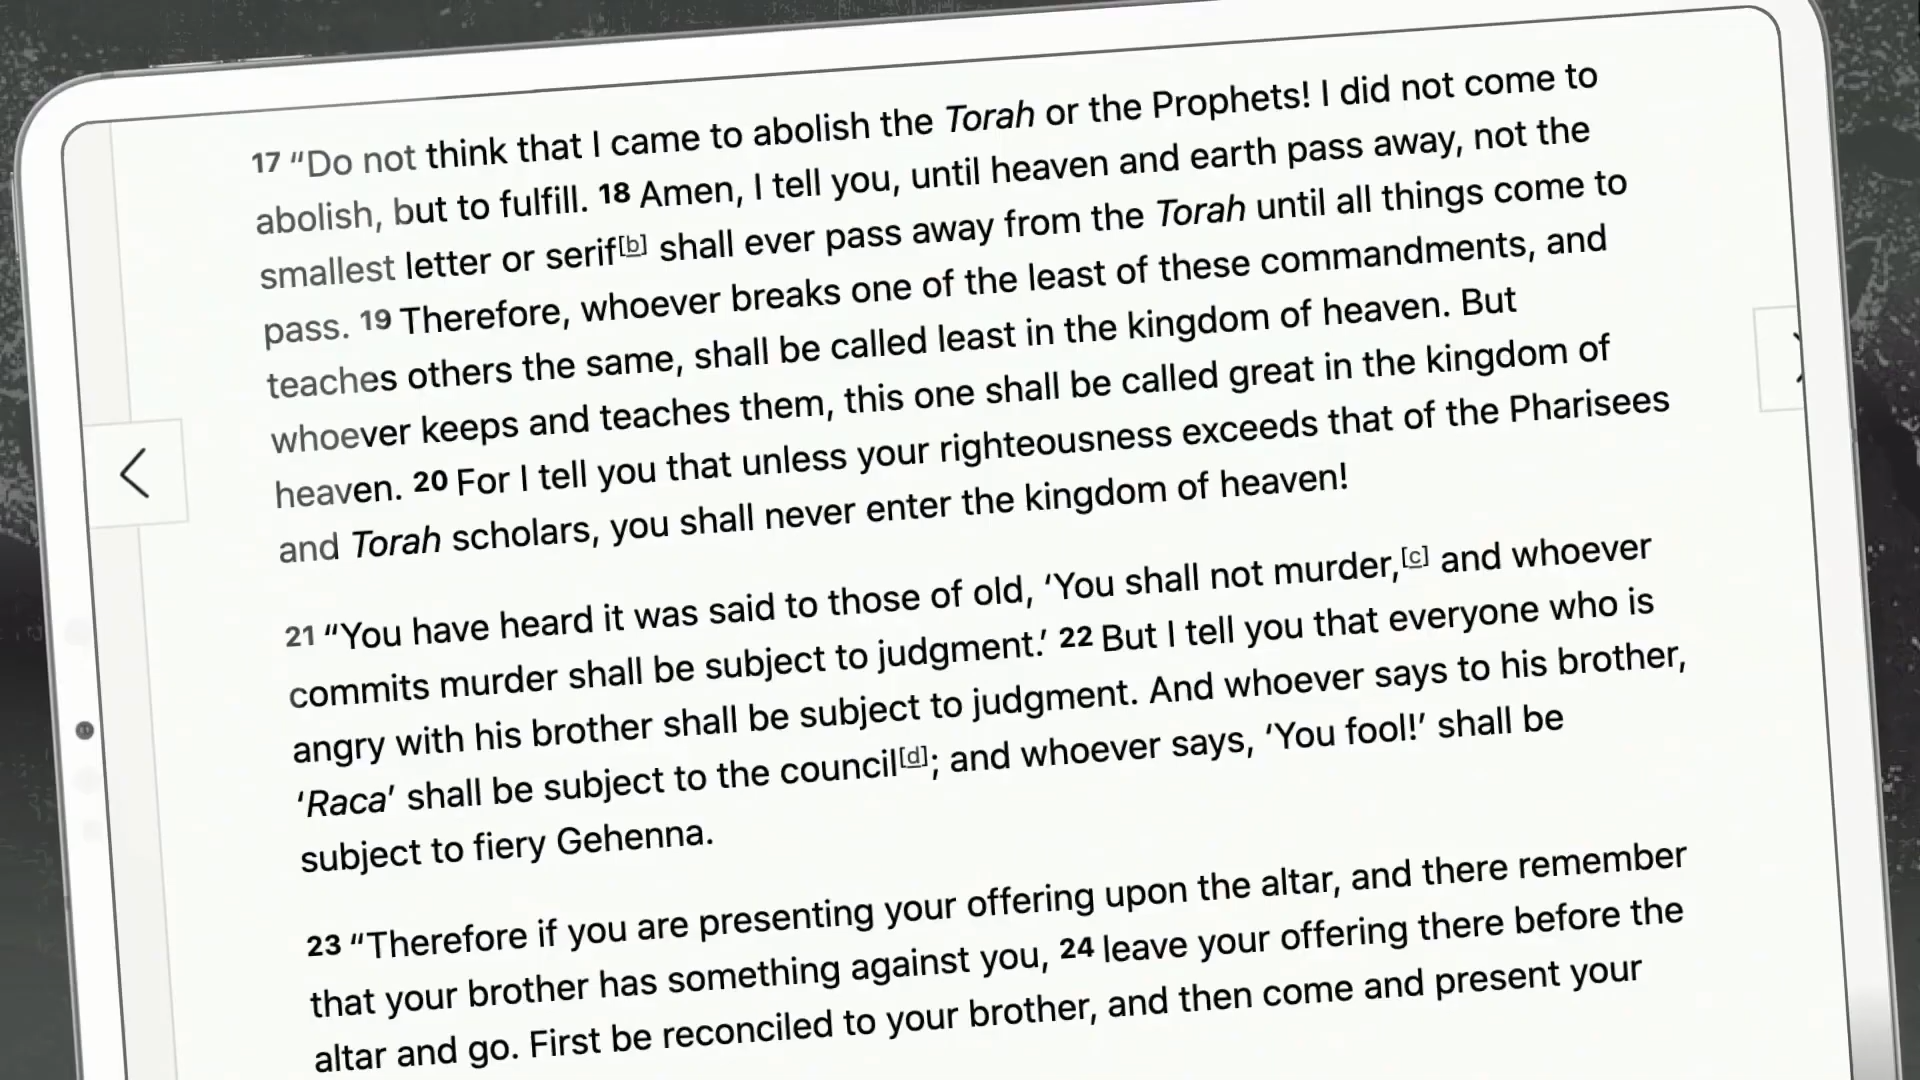 17 “Do not think that I came to abolish the Torah or the Prophets! I did not come to
abolish, but to fulfill. 18 Amen, I tell you, until heaven and earth pass away, not the
smallest letter or serif[b] shall ever pass away from the Torah until all things come to
pass. 19 Therefore, whoever breaks one of the least of these commandments, and
teaches others the same, shall be called least in the kingdom of heaven. But
whoever keeps and teaches them, this one shall be called great in the kingdom of
heaven. 20 For I tell you that unless your righteousness exceeds that of the Pharisees
and Torah scholars, you shall never enter the kingdom of heaven!
21 “You have heard it was said to those of old, ‘You shall not murder,[c] and whoever
commits murder shall be subject to judgment.’ 22 But I tell you that everyone who is
angry with his brother shall be subject to judgment. And whoever says to his brother,
‘Raca’ shall be subject to the council[d]; and whoever says, ‘You fool!’ shall be
subject to fiery Gehenna.
23 “Therefore if you are presenting your offering upon the altar, and there remember
that your brother has something against you, 24 leave your offering there before the
altar and go. First be reconciled to your brother, and then come and present your